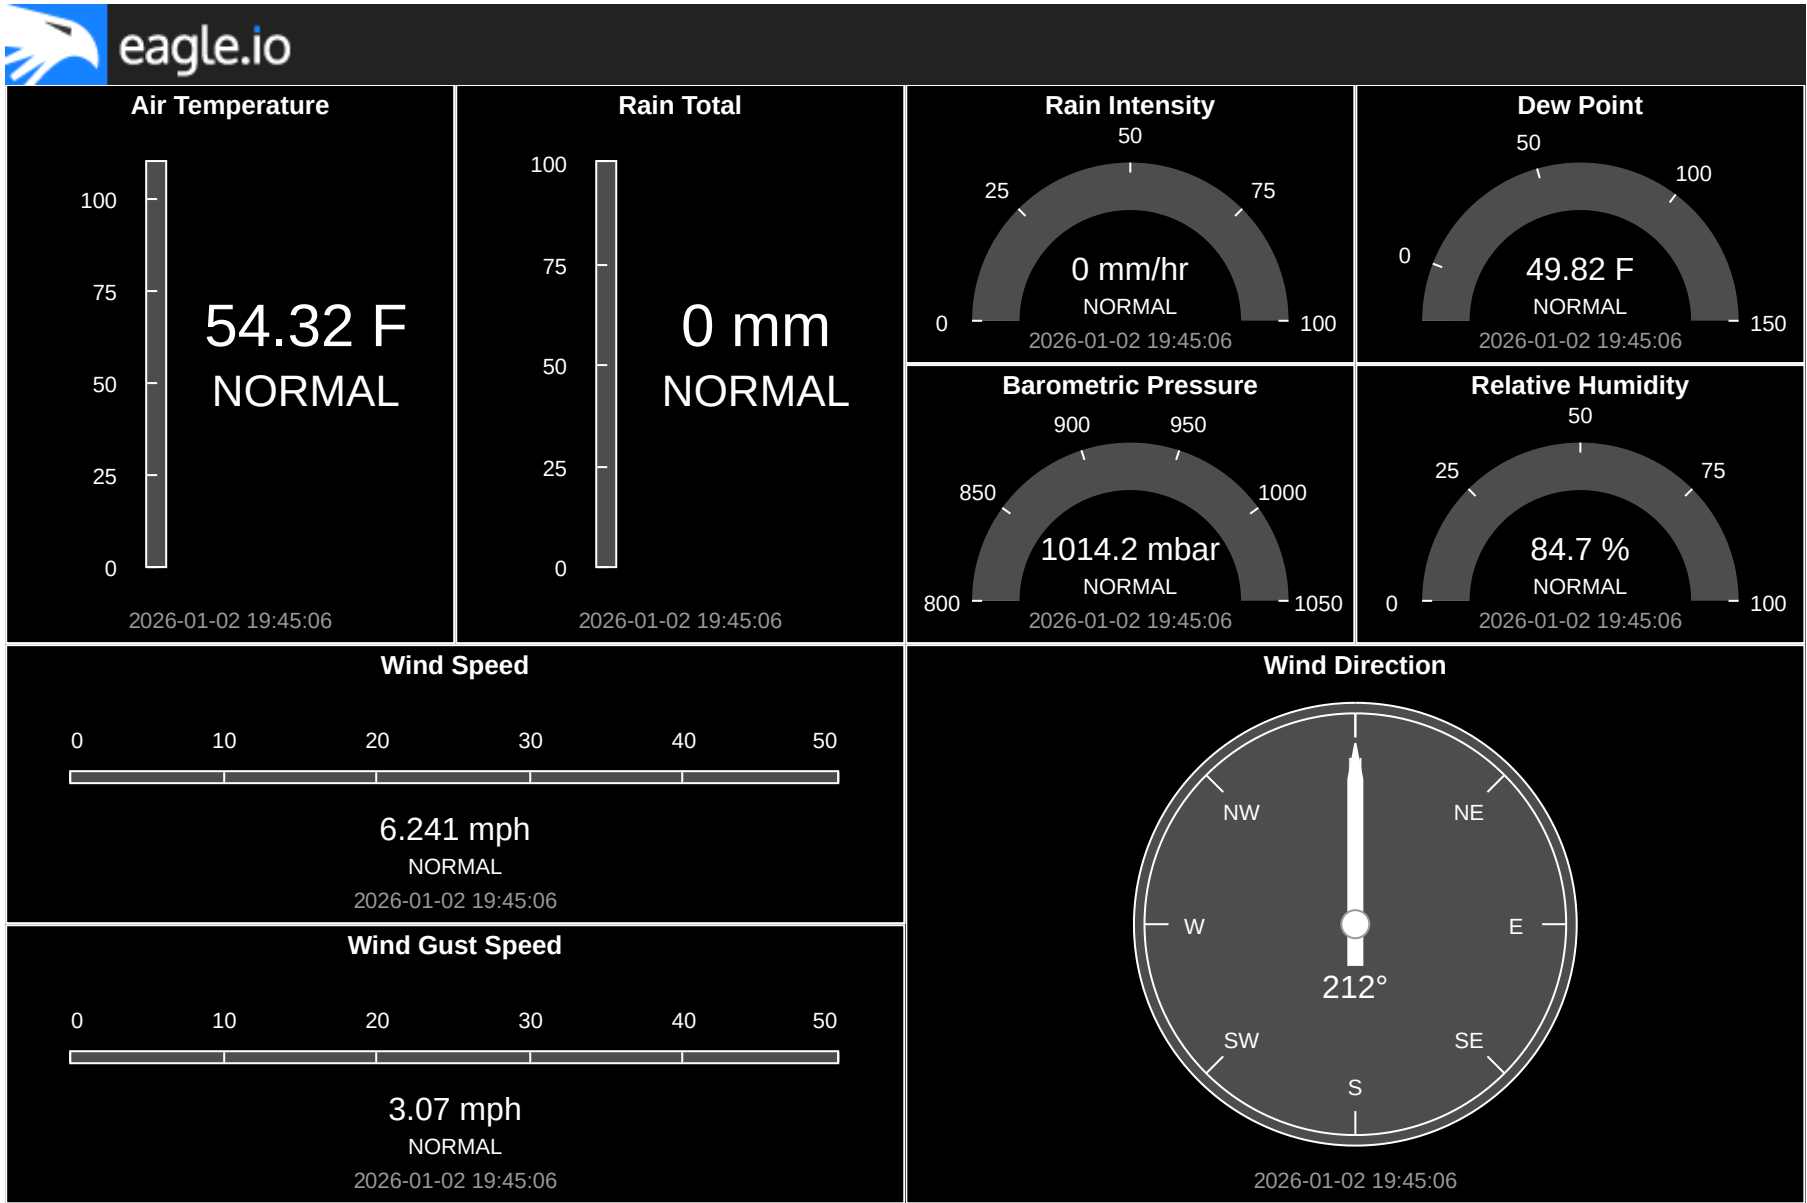 eagle.io
Air Temperature
100
75
50
25
0
54.32 F
NORMAL
2026-01-02 19:45:06
Rain Total
100
75
50
25
0
0 mm
NORMAL
2026-01-02 19:45:06
Rain Intensity
50
25
75
0
100
0 mm/hr
NORMAL
2026-01-02 19:45:06
Dew Point
50
100
0
150
49.82 F
NORMAL
2026-01-02 19:45:06
Barometric Pressure
900
950
850
1000
800
1050
1014.2 mbar
NORMAL
2026-01-02 19:45:06
Relative Humidity
50
25
75
0
100
84.7 %
NORMAL
2026-01-02 19:45:06
Wind Speed
0 10 20 30 40 50
6.241 mph
NORMAL
2026-01-02 19:45:06
Wind Gust Speed
0 10 20 30 40 50
3.07 mph
NORMAL
2026-01-02 19:45:06
Wind Direction
NW NE
W E
212°
SW SE
S
2026-01-02 19:45:06